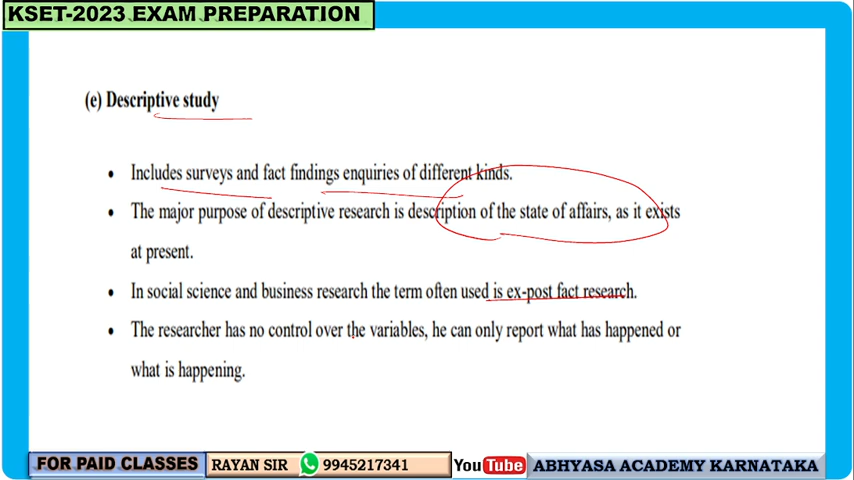 KSET-2023 EXAM PREPARATION
(e) Descriptive study
• Includes surveys and fact findings enquiries of different kinds.
• The major purpose of descriptive research is description of the state of affairs, as it exists
at present.
• In social science and business research the term often used is ex-post fact research.
• The researcher has no control over the variables, he can only report what has happened or
what is happening.
FOR PAID CLASSES RAYAN SIR 9945217341 YouTube ABHYASA ACADEMY KARNATAKA